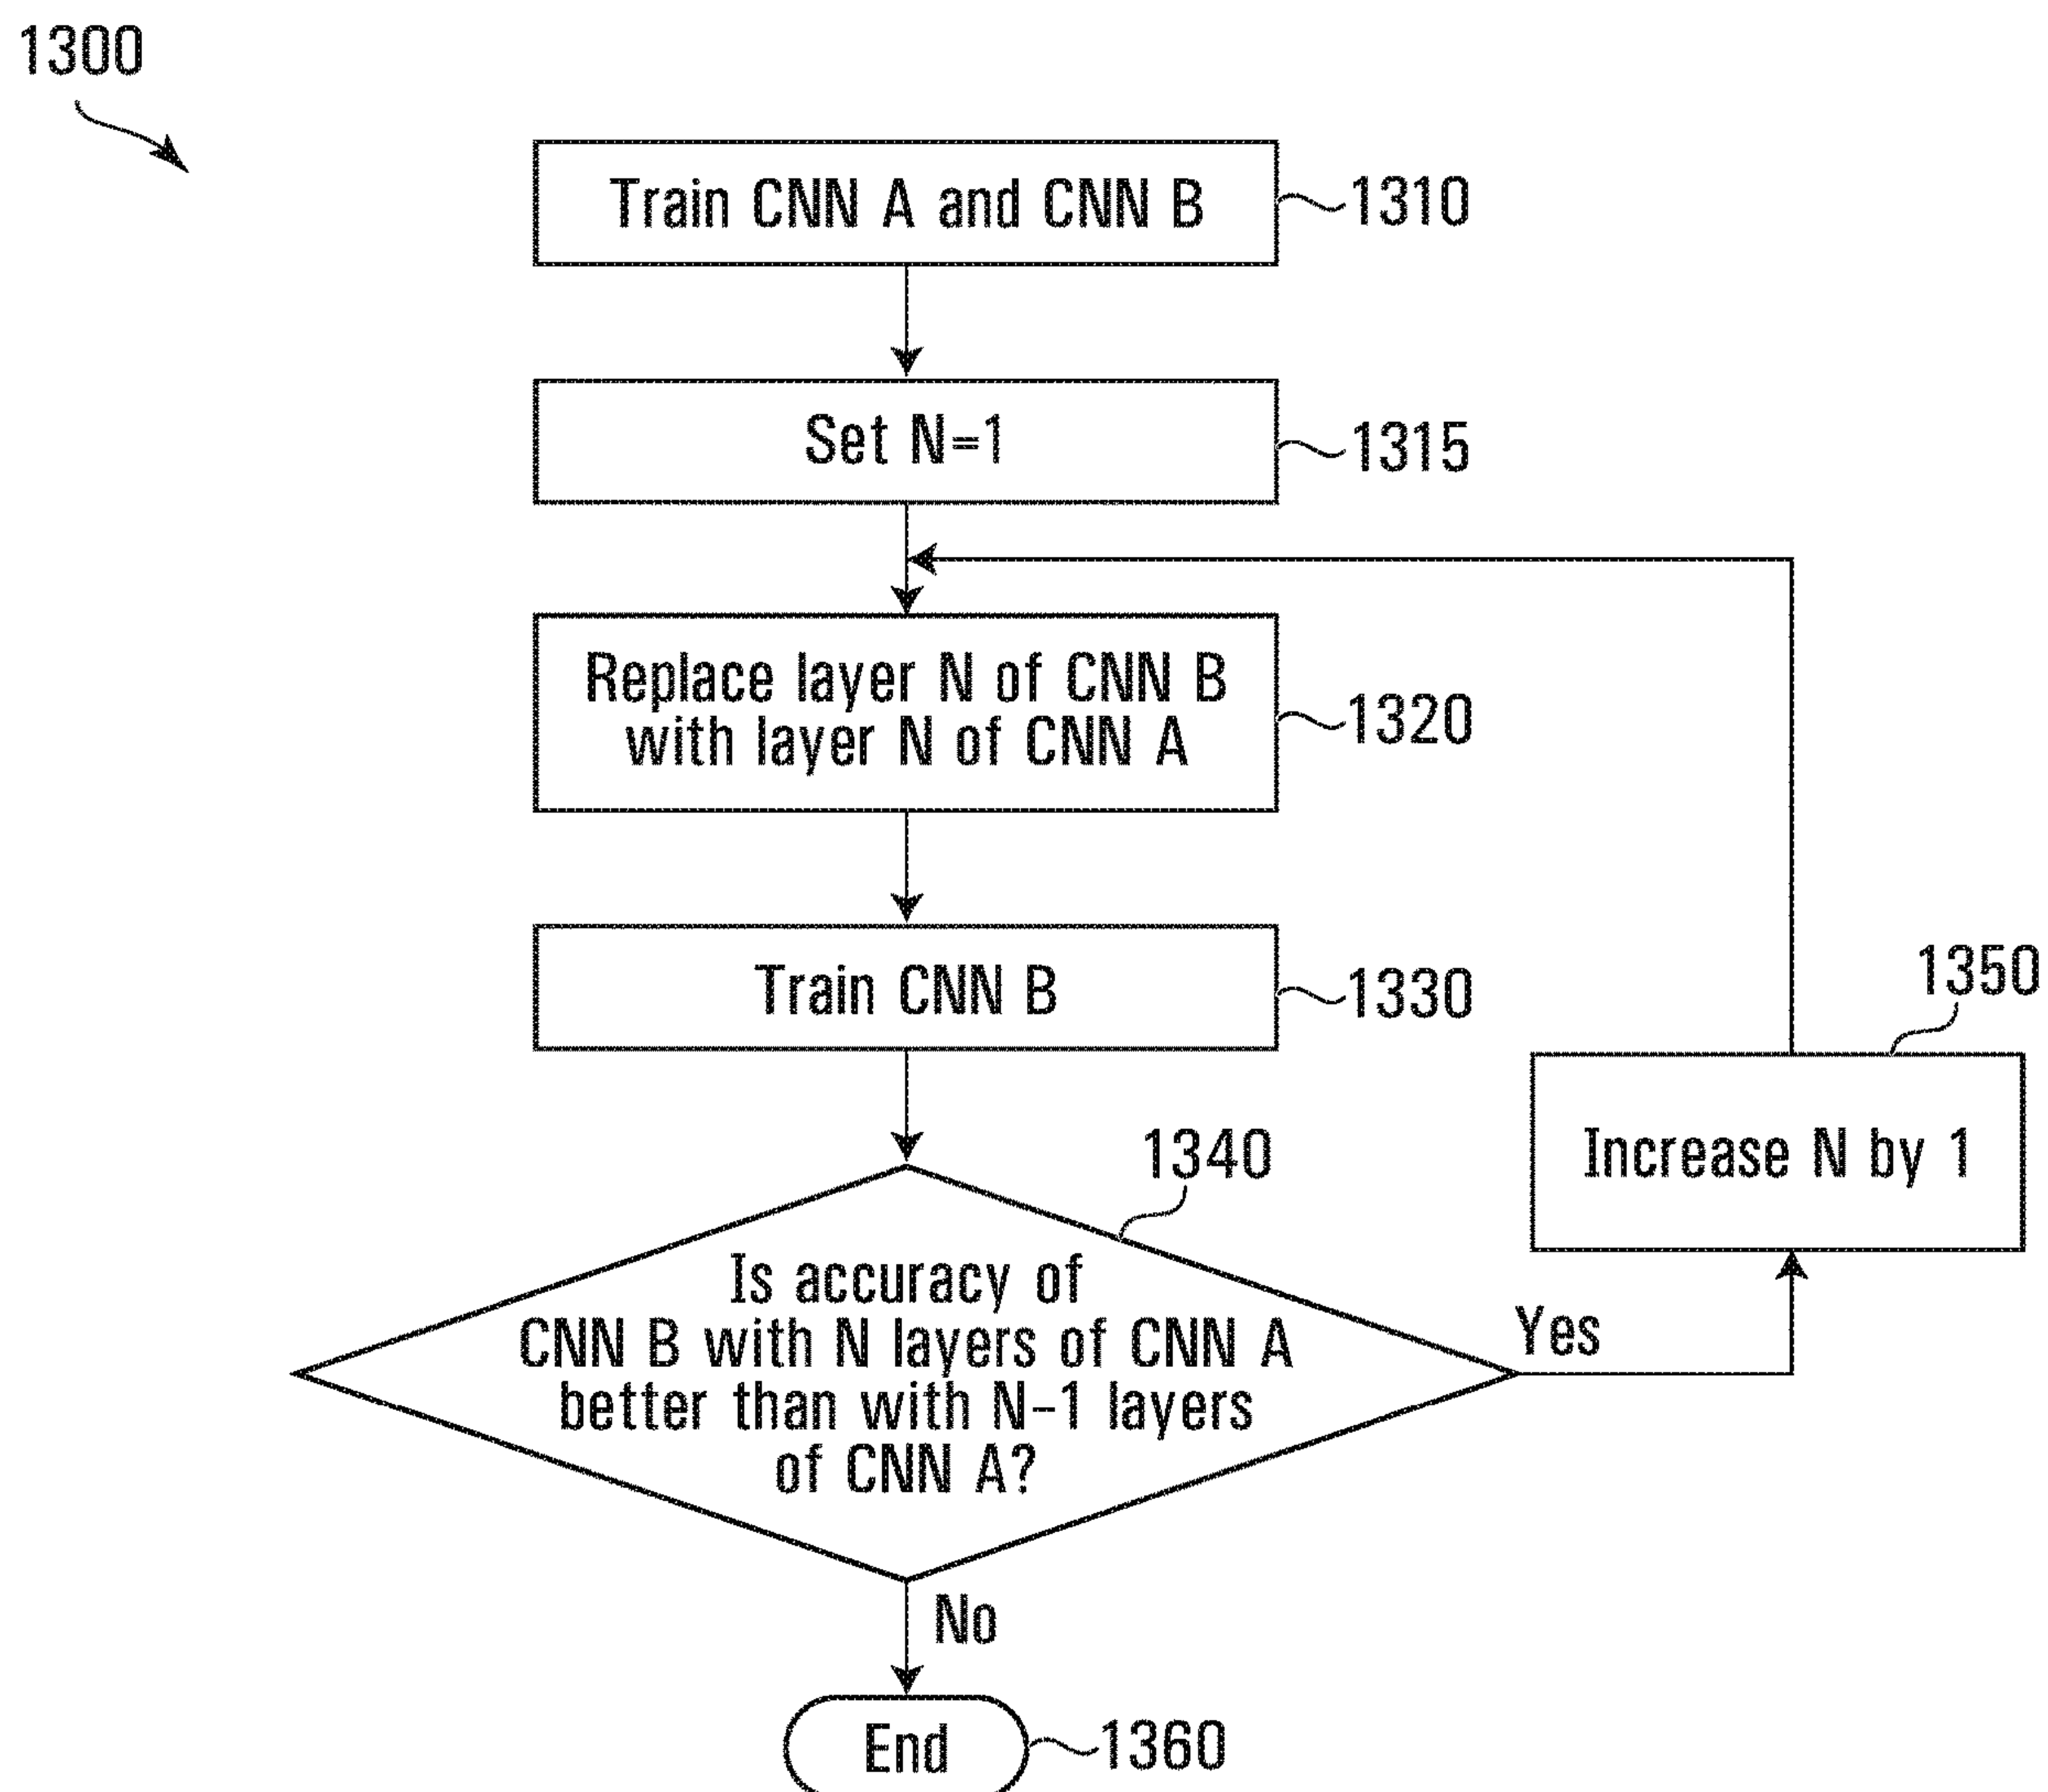 1300
Train CNN A and CNN B
1310
Set N=1
1315
Replace layer N of CNN B
with layer N of CNN A
1320
Train CNN B
1330
1350
Increase N by 1
1340
Is accuracy of
CNN B with N layers of CNN A
better than with N-1 layers
of CNN A?
Yes
No
End
1360